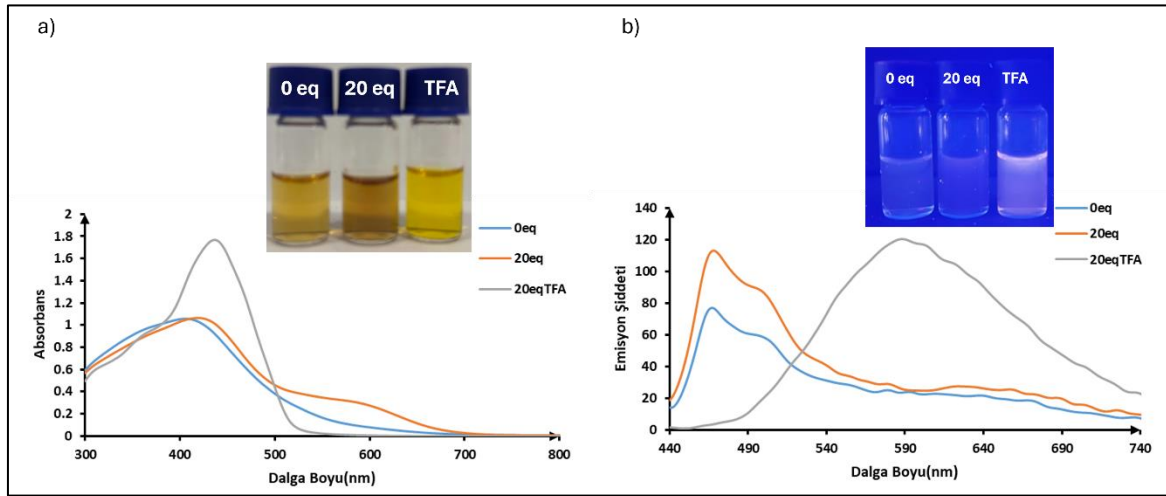 a)
0 eq 20 eq TFA
2
1.8
1.6
1.4
1.2
1
0.8
0.6
0.4
0.2
0
Absorbans
300 400 500 600 700 800
Dalga Boyu(nm)
0eq
20eq
20eqTFA
b)
0 eq 20 eq TFA
140
120
100
80
60
40
20
0
Emisyon Şiddeti
440 490 540 590 640 690 740
Dalga Boyu(nm)
0eq
20eq
20eqTFA